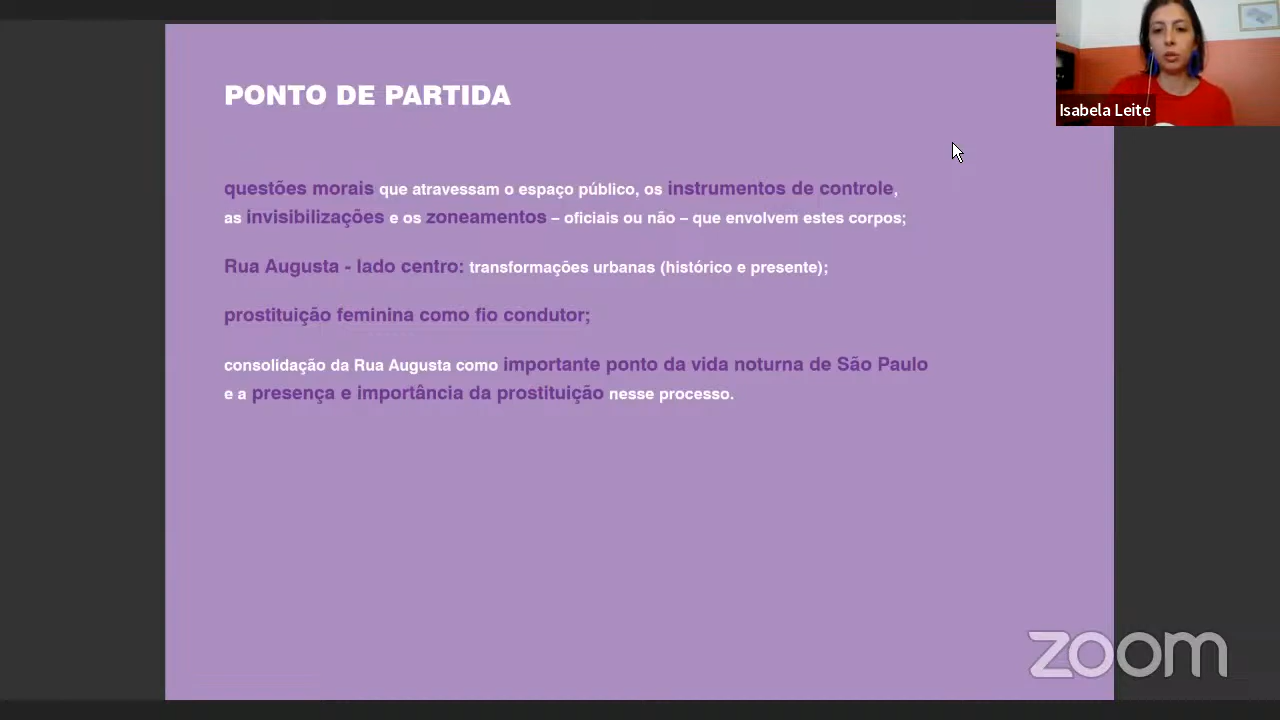 PONTO DE PARTIDA
Isabela Leite
questões morais que atravessam o espaço público, os instrumentos de controle,
as invisibilizações e os zoneamentos – oficiais ou não – que envolvem estes corpos;
Rua Augusta - lado centro: transformações urbanas (histórico e presente);
prostituição feminina como fio condutor;
consolidação da Rua Augusta como importante ponto da vida noturna de São Paulo
e a presença e importância da prostituição nesse processo.
zoom